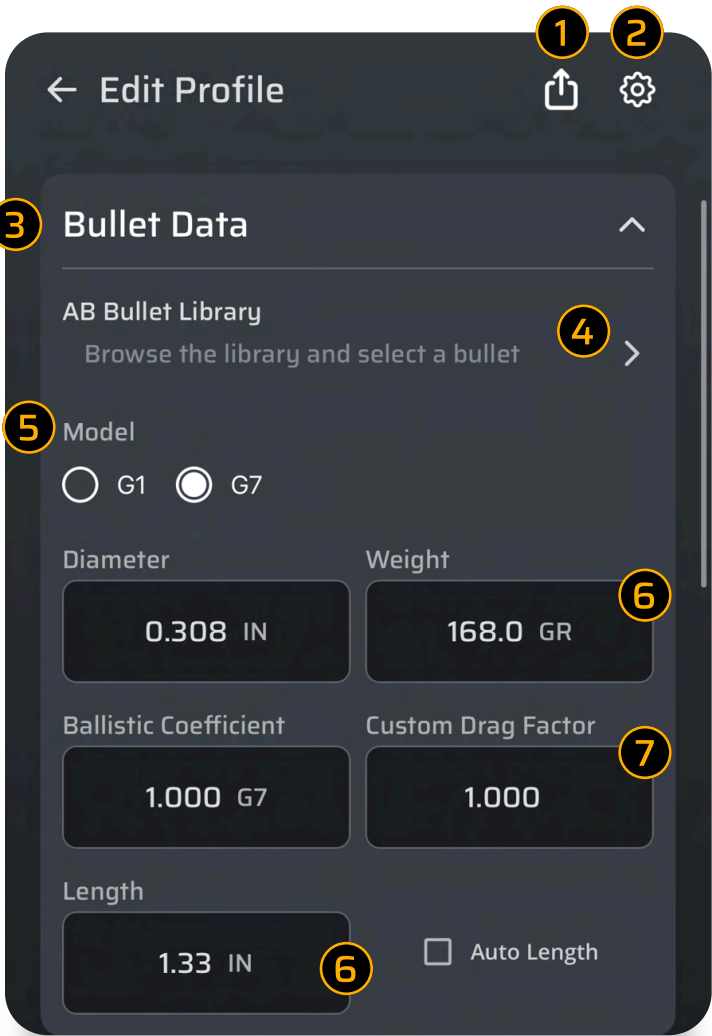 1 2
Edit Profile
3 Bullet Data
AB Bullet Library
4
Browse the library and select a bullet
5 Model
G1 G7
Diameter Weight
6
0.308 IN 168.0 GR
Ballistic Coefficient Custom Drag Factor
7
1.000 G7 1.000
Length
1.33 IN 6 Auto Length